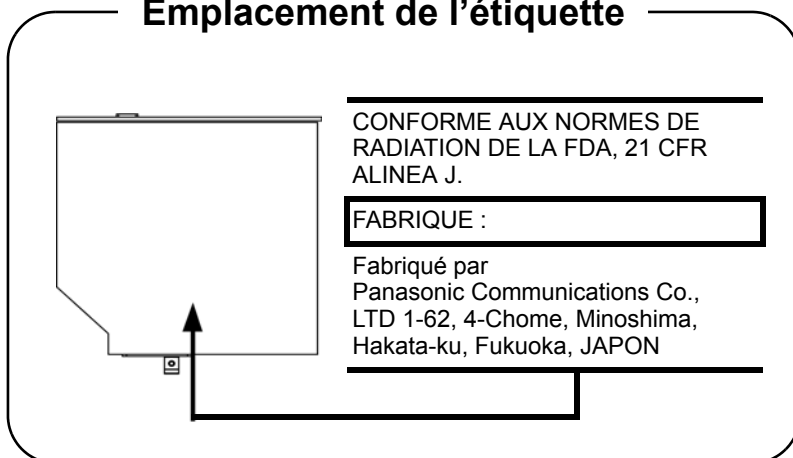 Emplacement de l’étiquette
CONFORME AUX NORMES DE
RADIATION DE LA FDA, 21 CFR
ALINEA J.
FABRIQUE :
Fabriqué par
Panasonic Communications Co.,
LTD 1-62, 4-Chome, Minoshima,
Hakata-ku, Fukuoka, JAPON